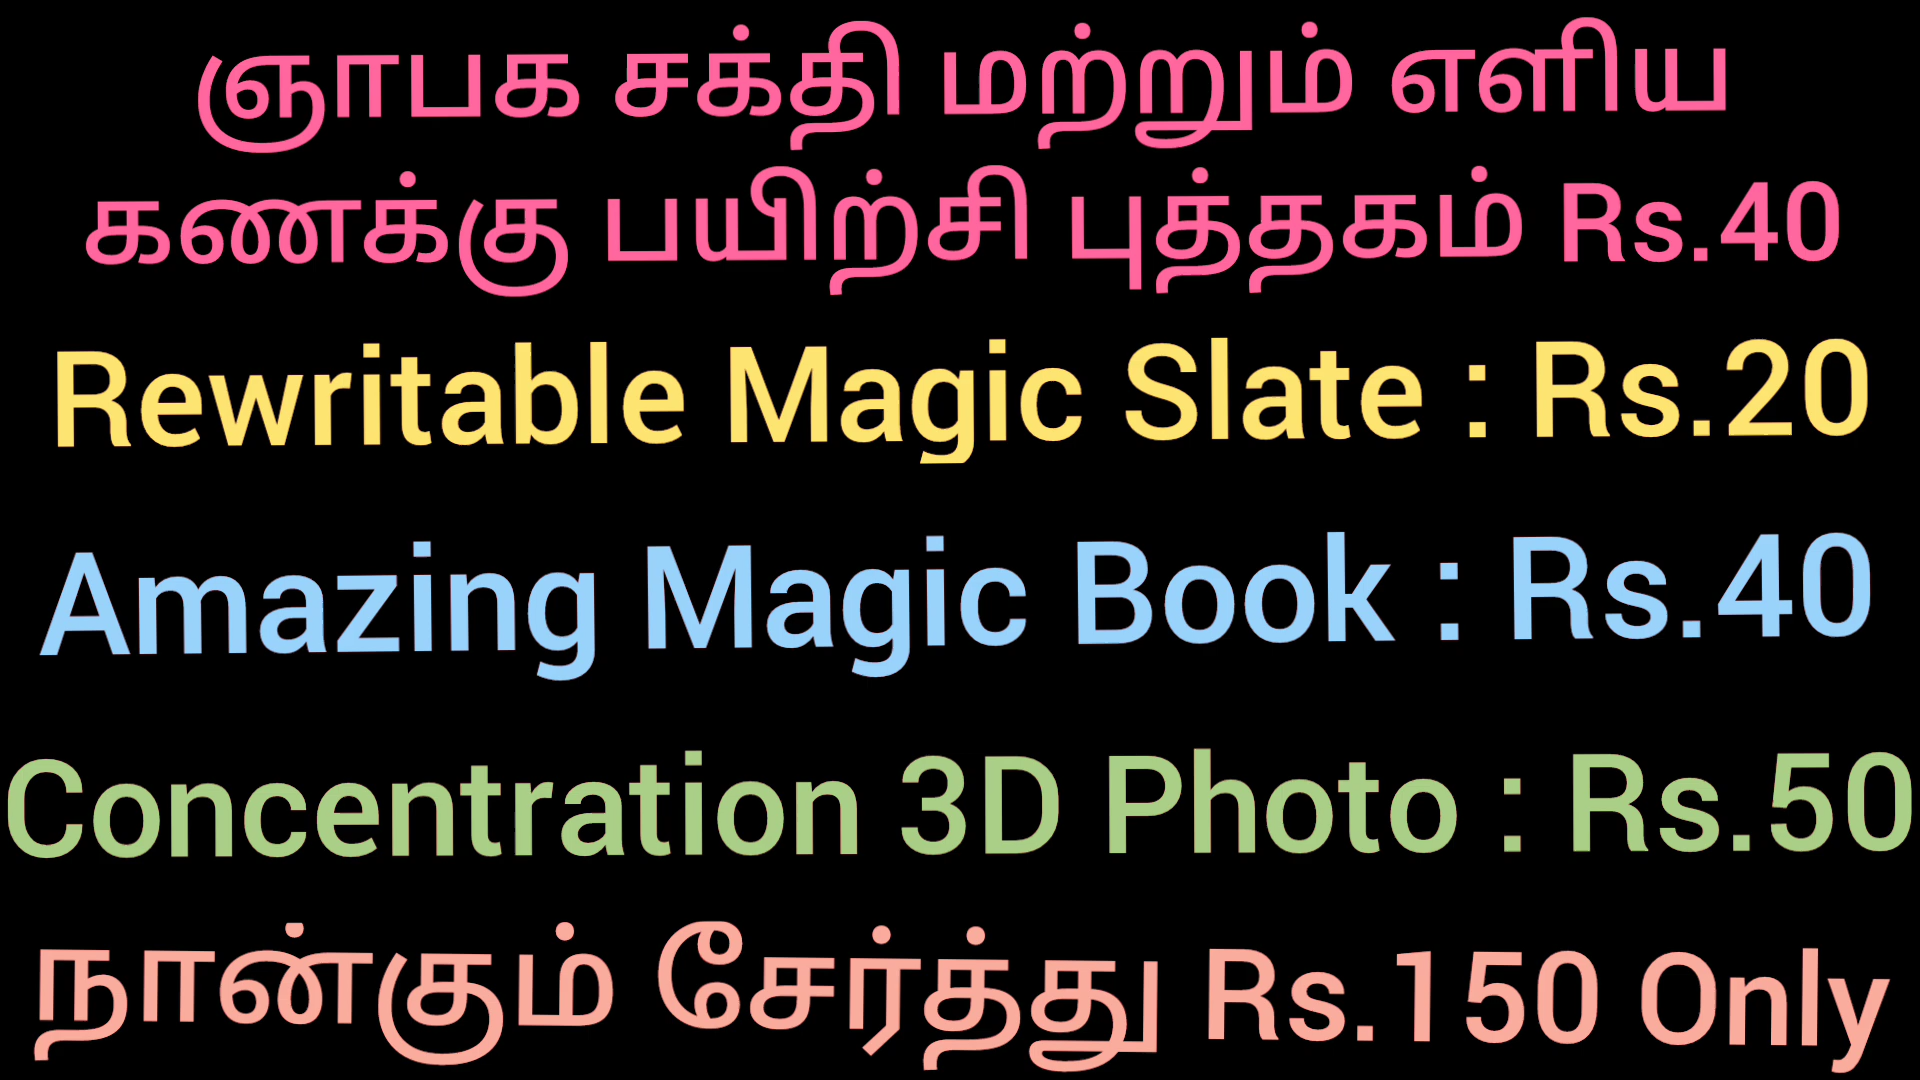 ஞாபக சக்தி மற்றும் எளிய
கணக்கு பயிற்சி புத்தகம் Rs.40
Rewritable Magic Slate : Rs.20
Amazing Magic Book : Rs.40
Concentration 3D Photo : Rs.50
நான்கும் சேர்த்து Rs.150 Only